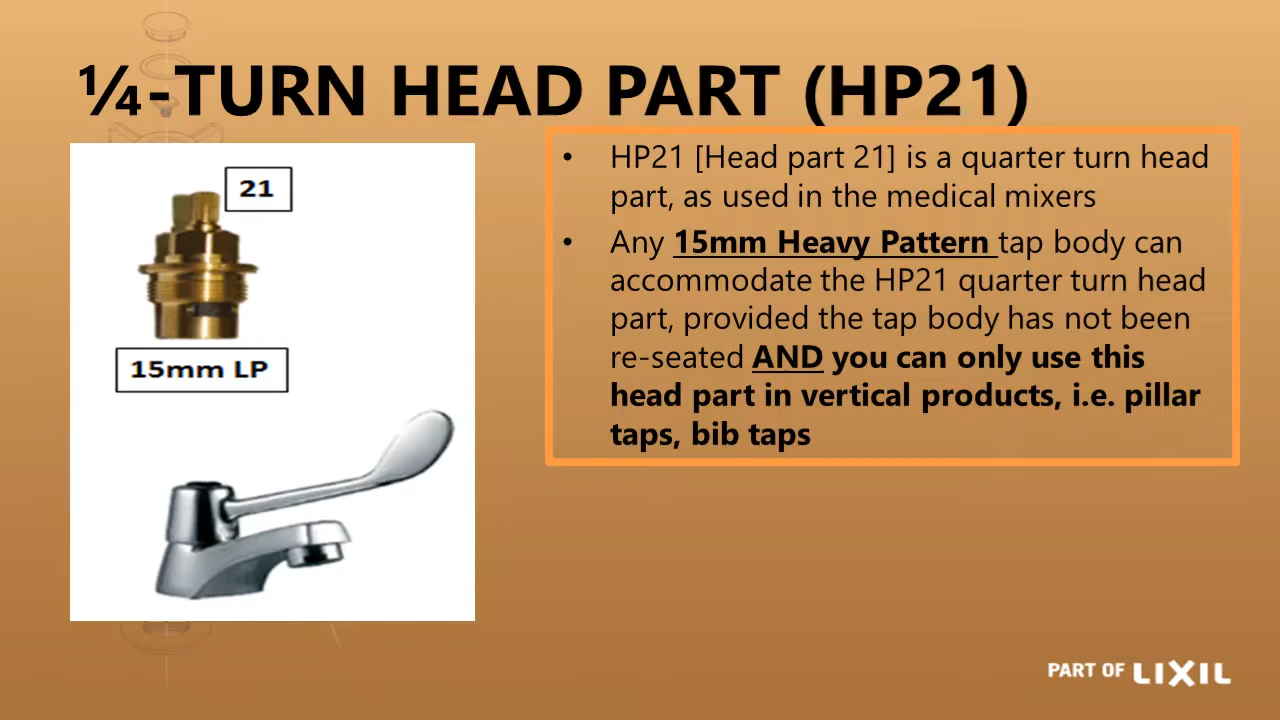 ¼-TURN HEAD PART (HP21)
21
15mm LP
• HP21 [Head part 21] is a quarter turn head
part, as used in the medical mixers
• Any 15mm Heavy Pattern tap body can
accommodate the HP21 quarter turn head
part, provided the tap body has not been
re-seated AND you can only use this
head part in vertical products, i.e. pillar
taps, bib taps
PART OF LIXIL